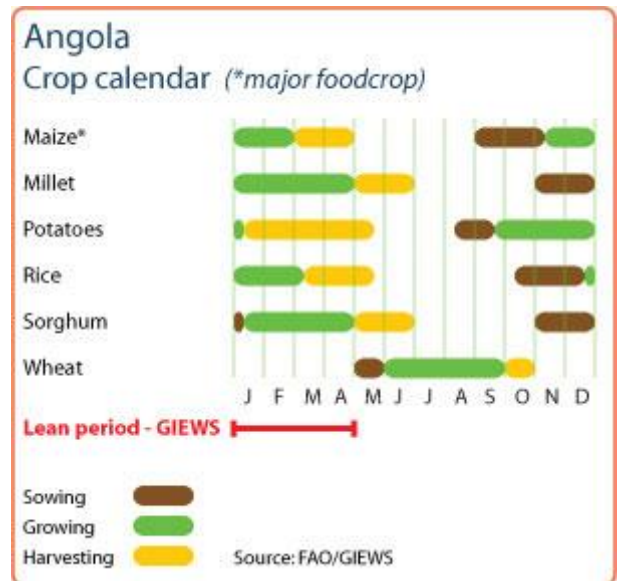 Angola
Crop calendar (*major foodcrop)
Maize*
Millet
Potatoes
Rice
Sorghum
Wheat
J F M A M J J A S O N D
Lean period - GIEWS
Sowing
Growing
Harvesting Source: FAO/GIEWS